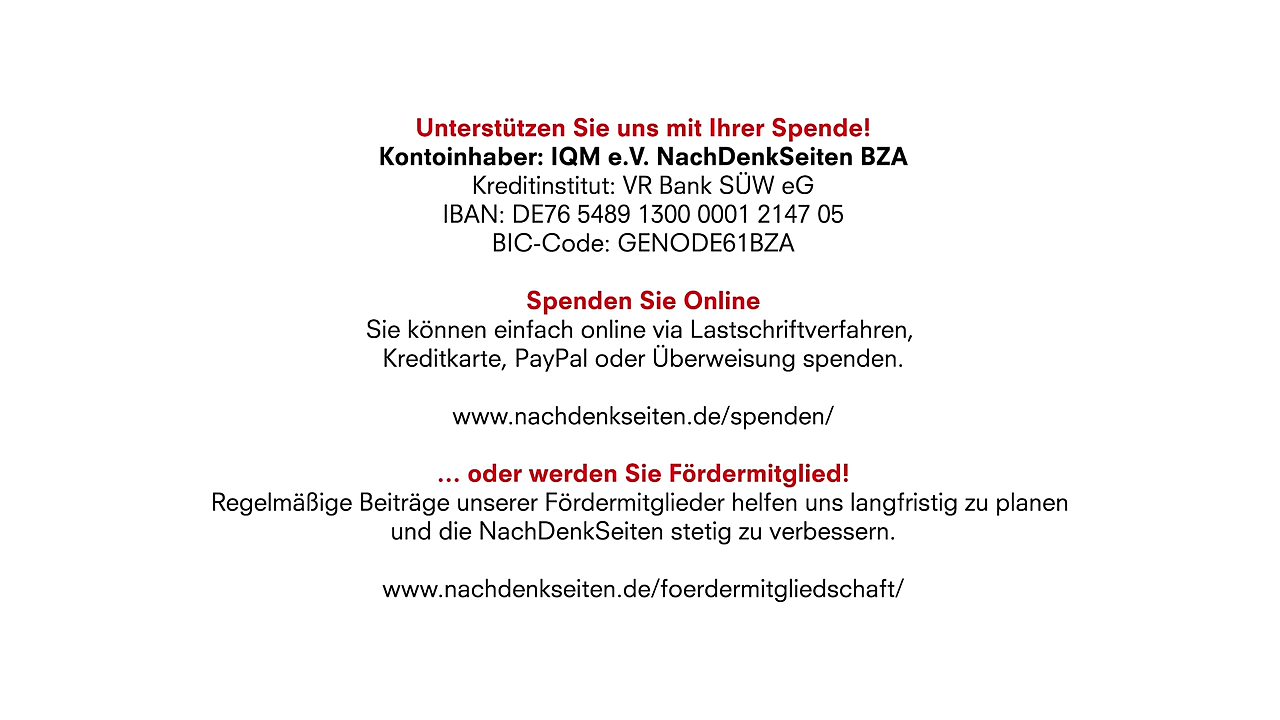 Unterstützen Sie uns mit Ihrer Spende!
Kontoinhaber: IQM e.V. NachDenkSeiten BZA
Kreditinstitut: VR Bank SÜW eG
IBAN: DE76 5489 1300 0001 2147 05
BIC-Code: GENODE61BZA
Spenden Sie Online
Sie können einfach online via Lastschriftverfahren,
Kreditkarte, PayPal oder Überweisung spenden.
www.nachdenkseiten.de/spenden/
... oder werden Sie Fördermitglied!
Regelmäßige Beiträge unserer Fördermitglieder helfen uns langfristig zu planen
und die NachDenkSeiten stetig zu verbessern.
www.nachdenkseiten.de/foerdermitgliedschaft/